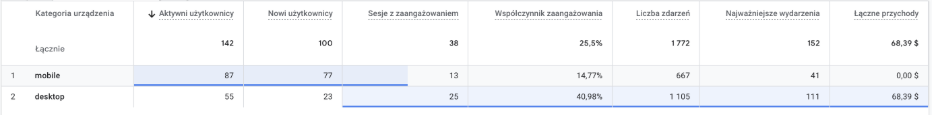 Kategoria urządzenia ↓ Aktywni użytkownicy Nowi użytkownicy Sesje z zaangażowaniem Współczynnik zaangażowania Liczba zdarzeń Najważniejsze wydarzenia Łączne przychody
Łącznie 142 100 38 25,5% 1 772 152 68,39 $
1 mobile 87 77 13 14,77% 667 41 0,00 $
2 desktop 55 23 25 40,98% 1 105 111 68,39 $